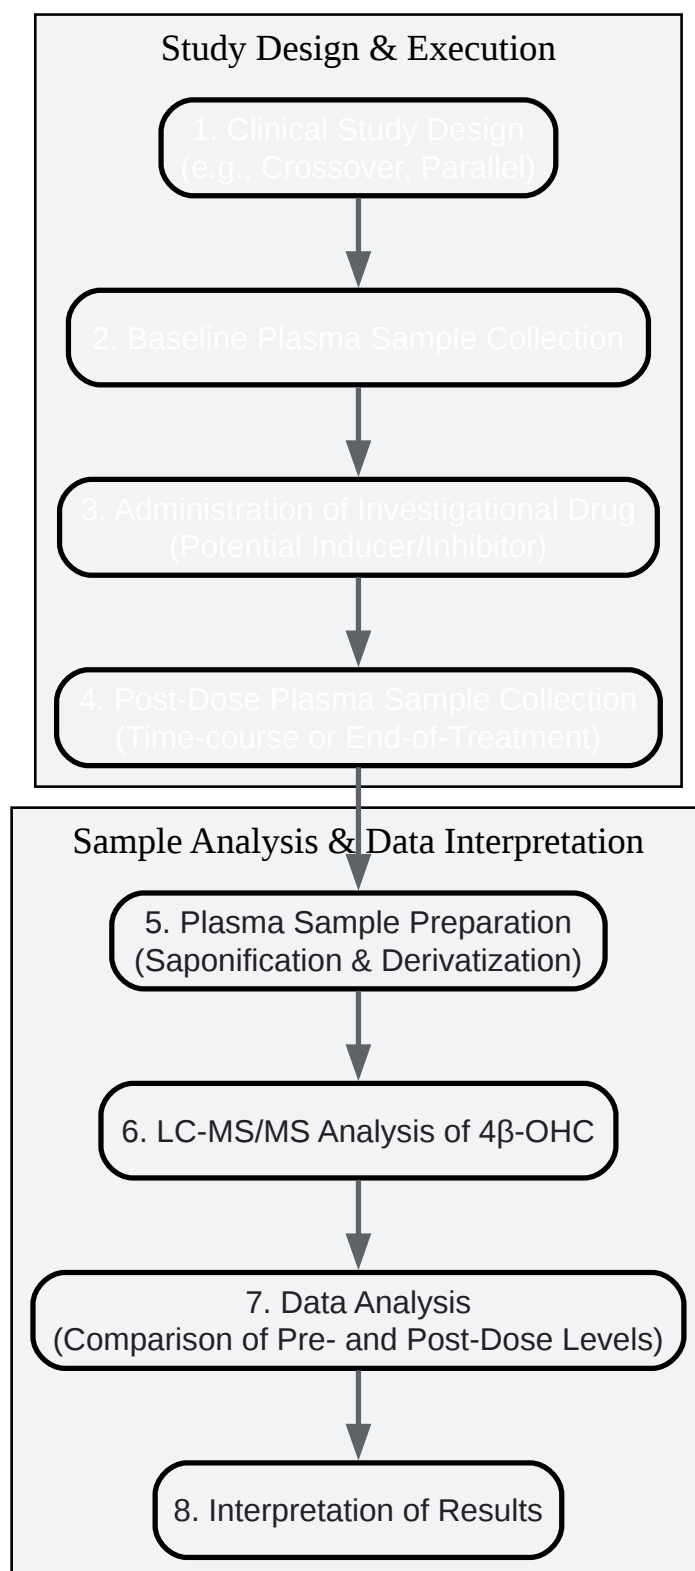 Study Design & Execution
1. Clinical Study Design
(e.g., Crossover, Parallel)
2. Baseline Plasma Sample Collection
3. Administration of Investigational Drug
(Potential Inducer/Inhibitor)
4. Post-Dose Plasma Sample Collection
(Time-course or End-of-Treatment)
Sample Analysis & Data Interpretation
5. Plasma Sample Preparation
(Saponification & Derivatization)
6. LC-MS/MS Analysis of 4β-OHC
7. Data Analysis
(Comparison of Pre- and Post-Dose Levels)
8. Interpretation of Results